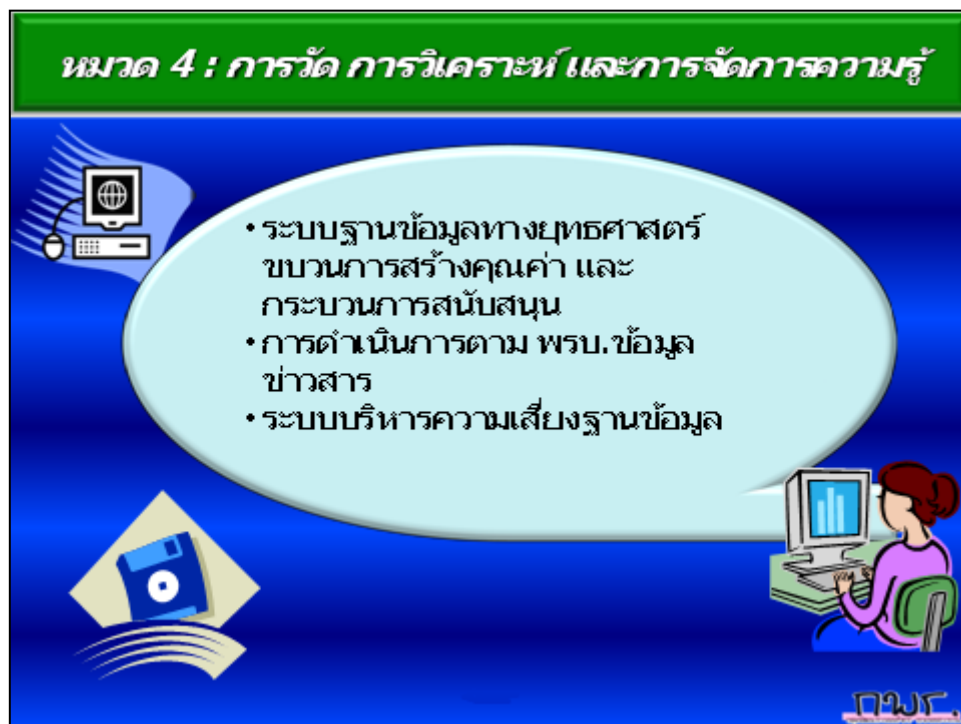 หมวด 4 : การวัด การวิเคราะห์ และการจัดการความรู้
• ระบบฐานข้อมูลทางยุทธศาสตร์
ขบวนการสร้างคุณค่า และ
กระบวนการสนับสนุน
• การดำเนินการตาม พรบ.ข้อมูล
ข่าวสาร
• ระบบบริหารความเสี่ยงฐานข้อมูล
กพร.